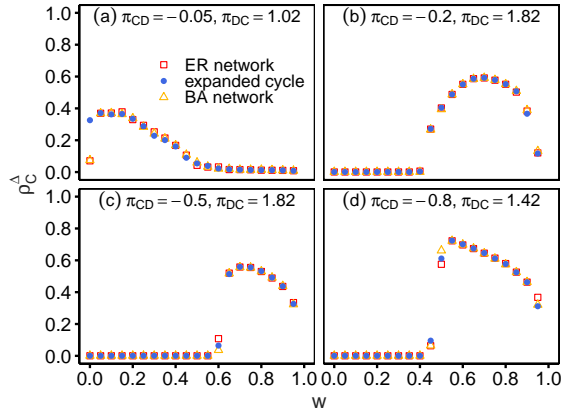 (a) π_CD = −0.05, π_DC = 1.02
(b) π_CD = −0.2, π_DC = 1.82
1.0
0.8
0.6
0.4
0.2
0.0
ER network
expanded cycle
BA network
ρ_C^Δ
(c) π_CD = −0.5, π_DC = 1.82
(d) π_CD = −0.8, π_DC = 1.42
1.0
0.8
0.6
0.4
0.2
0.0
0.0 0.2 0.4 0.6 0.8 1.0 0.0 0.2 0.4 0.6 0.8 1.0
w